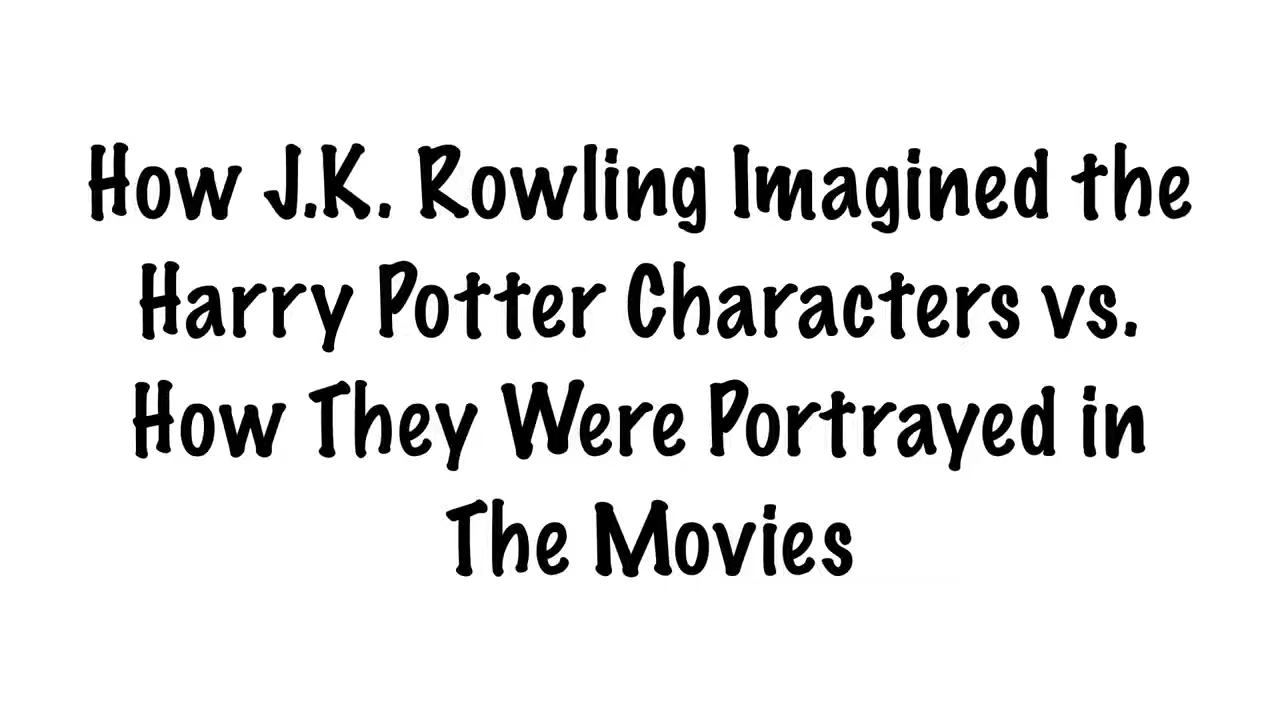 How J.K. Rowling Imagined the
Harry Potter Characters vs.
How They Were Portrayed in
The Movies